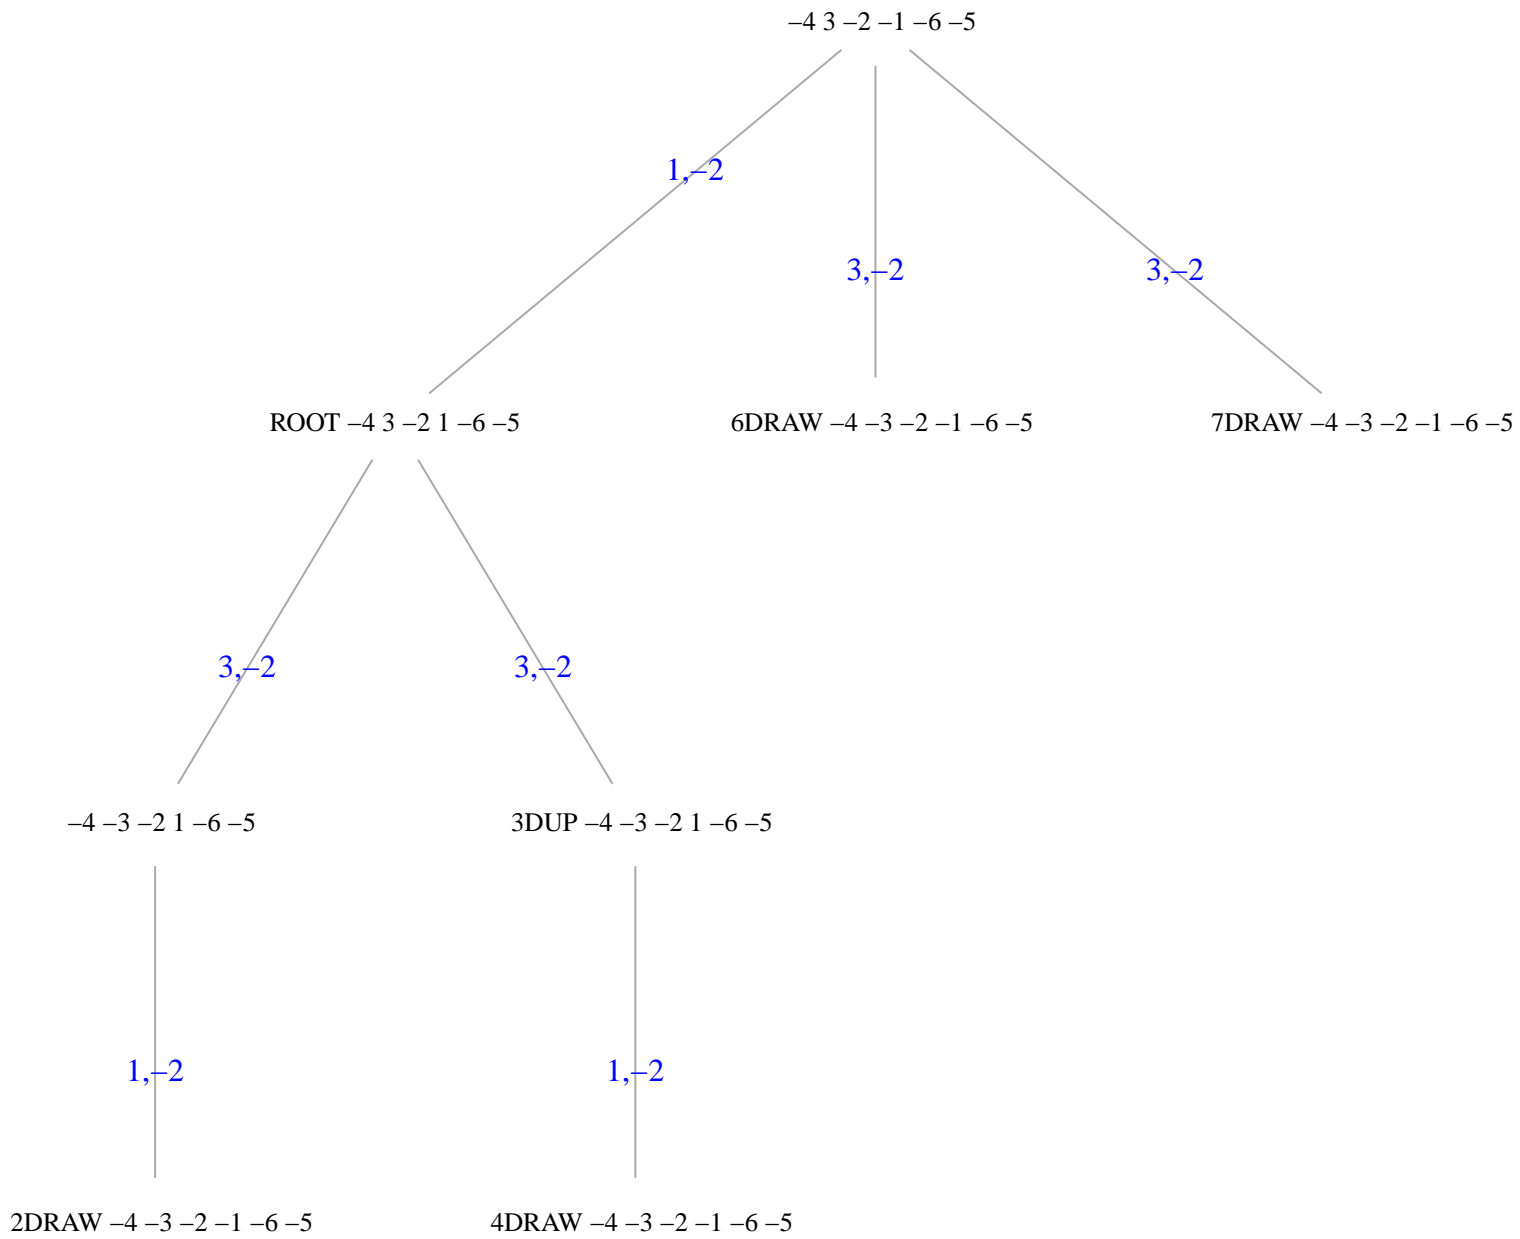 –4 3 –2 –1 –6 –5
1,–2
3,–2
3,–2
ROOT –4 3 –2 1 –6 –5
6DRAW –4 –3 –2 –1 –6 –5
7DRAW –4 –3 –2 –1 –6 –5
3,–2
3,–2
–4 –3 –2 1 –6 –5
3DUP –4 –3 –2 1 –6 –5
1,–2
1,–2
2DRAW –4 –3 –2 –1 –6 –5
4DRAW –4 –3 –2 –1 –6 –5